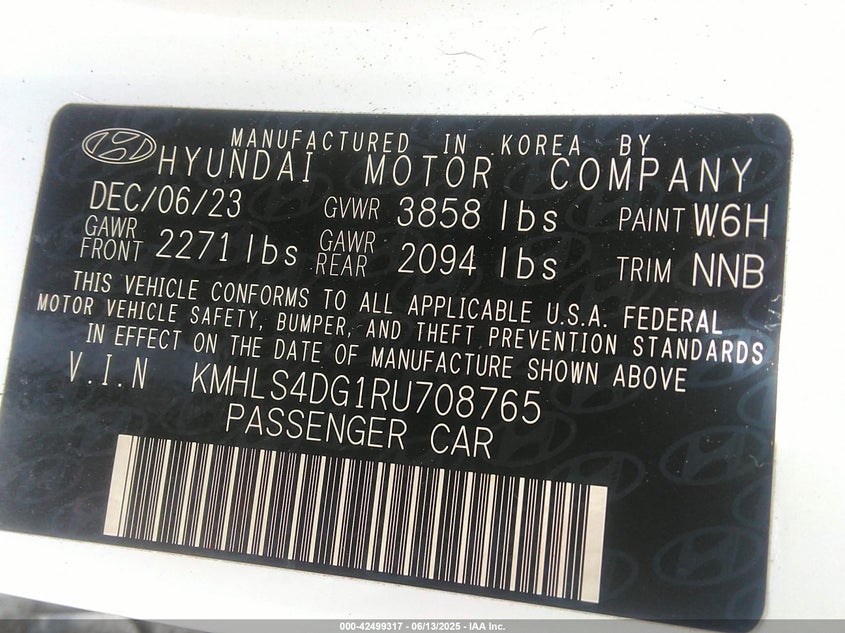 MANUFACTURED IN KOREA BY
HYUNDAI MOTOR COMPANY
DEC/06/23 GVWR 3858 lbs PAINT W6H
GAWR FRONT 2271 lbs GAWR REAR 2094 lbs TRIM NNB
THIS VEHICLE CONFORMS TO ALL APPLICABLE U.S.A. FEDERAL
MOTOR VEHICLE SAFETY, BUMPER, AND THEFT PREVENTION STANDARDS
IN EFFECT ON THE DATE OF MANUFACTURE SHOWN ABOVE
V.I.N KMHLS4DG1RU708765
PASSENGER CAR
000-42499317 - 06/13/2025 - IAA Inc.